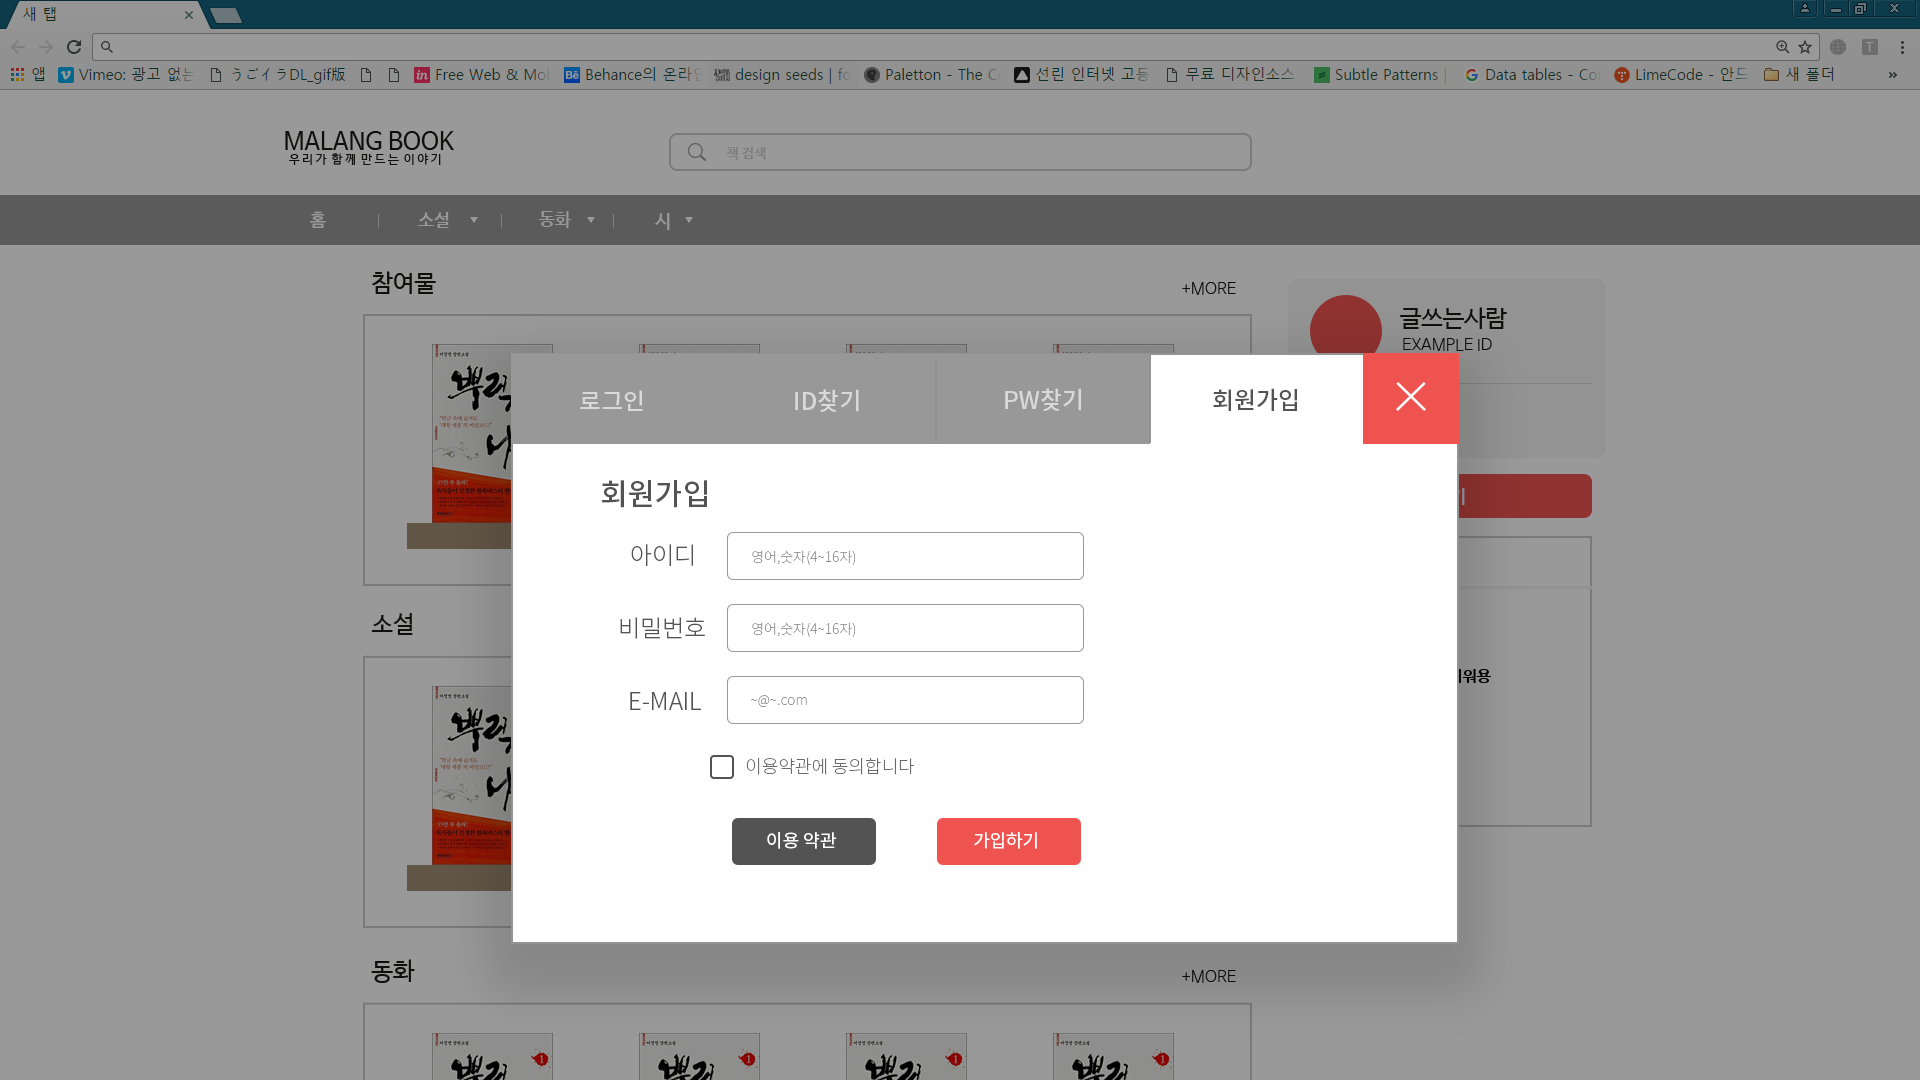 새 탭
앱 Vimeo: 광고 없는 うごイラDL_gif版 Free Web & Mo Behance의 온라인 design seeds | fo Paletton - The C 선린 인터넷 고등 무료 디자인소스 Subtle Patterns | Data tables - Co LimeCode - 안드 새 폴더 »
MALANG BOOK
우리가 함께 만드는 이야기
책 검색
홈 | 소설 | 동화 | 시
참여물
+MORE
글쓰는사람
EXAMPLE ID
로그인
ID찾기
PW찾기
회원가입
회원가입
아이디
영어,숫자(4~16자)
비밀번호
영어,숫자(4~16자)
E-MAIL
~@~.com
이용약관에 동의합니다
이용 약관
가입하기
소설
동화
+MORE